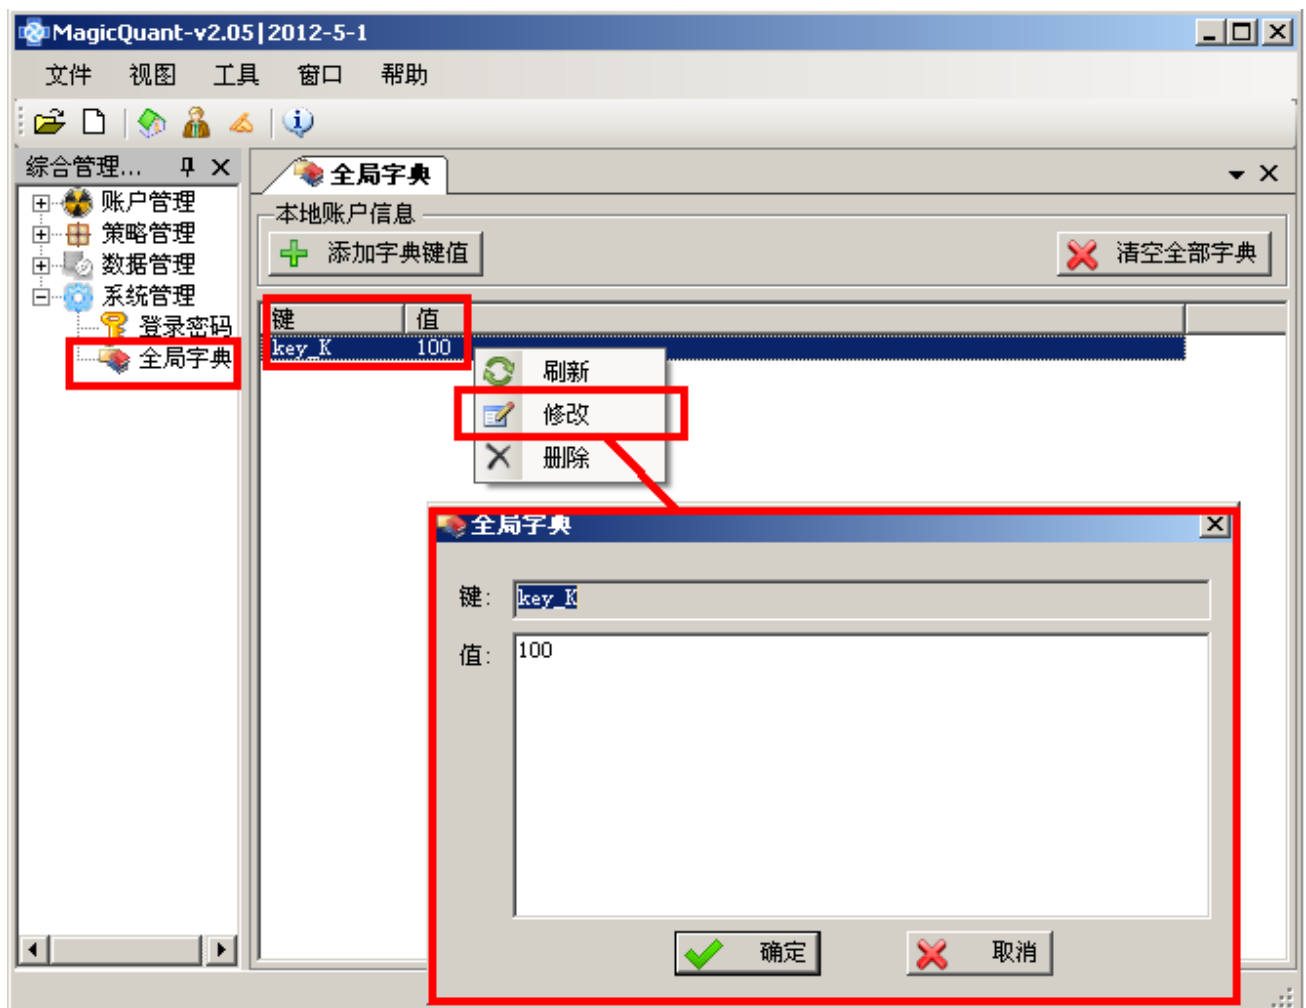 MagicQuant-v2.05|2012-5-1
文件 视图 工具 窗口 帮助
综合管理...
全局字典
账户管理
策略管理
数据管理
系统管理
登录密码
全局字典
本地账户信息
添加字典键值
清空全部字典
键 值
key_K 100
刷新
修改
删除
全局字典
键:
key_K
值:
100
确定
取消